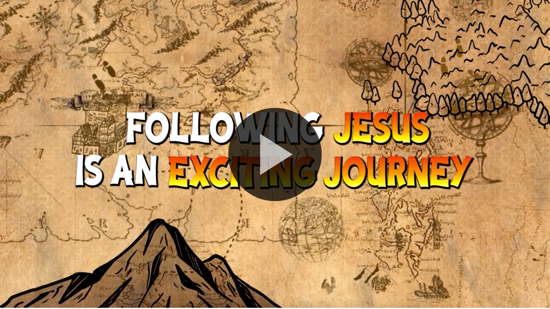 FOLLOWING JESUS
IS AN EXCITING JOURNEY